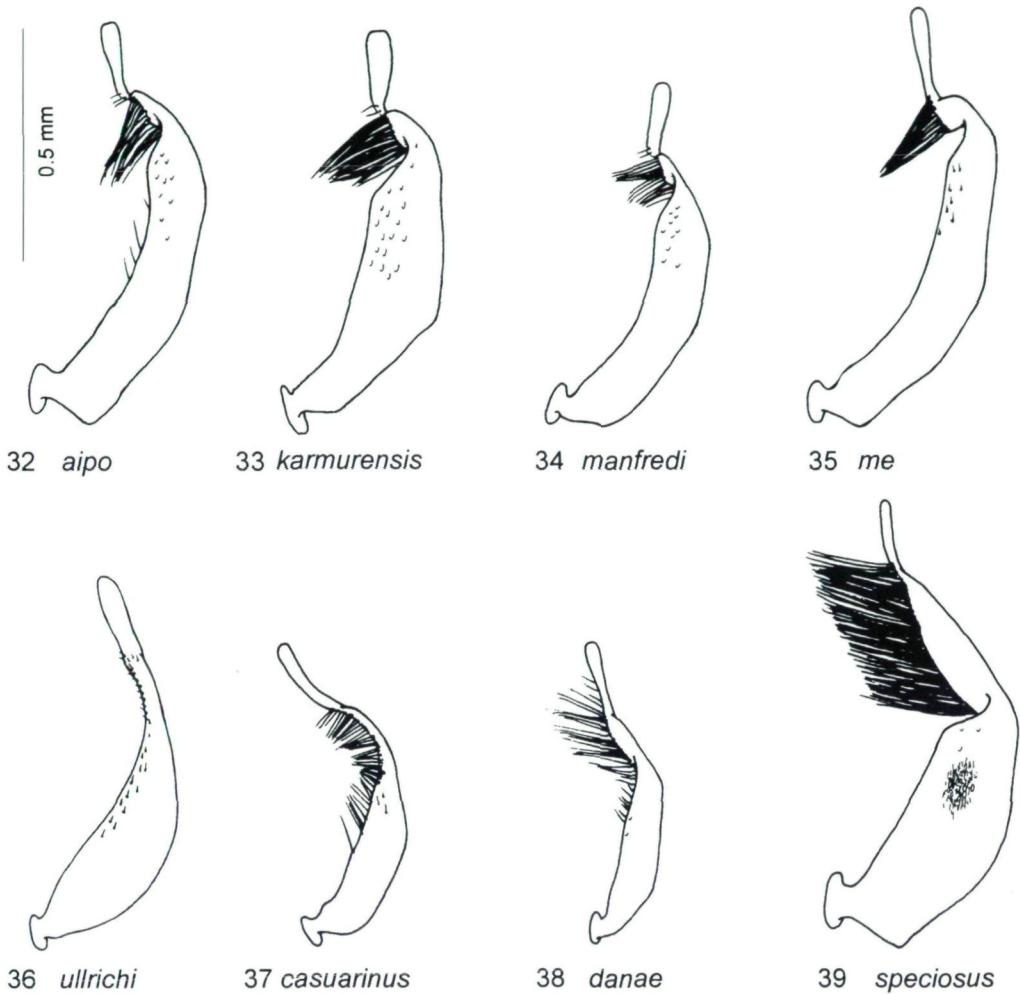 0.5 mm
32 aipo
33 karmurensis
34 manfredi
35 me
36 ullrichi
37 casuarinus
38 danae
39 speciosus